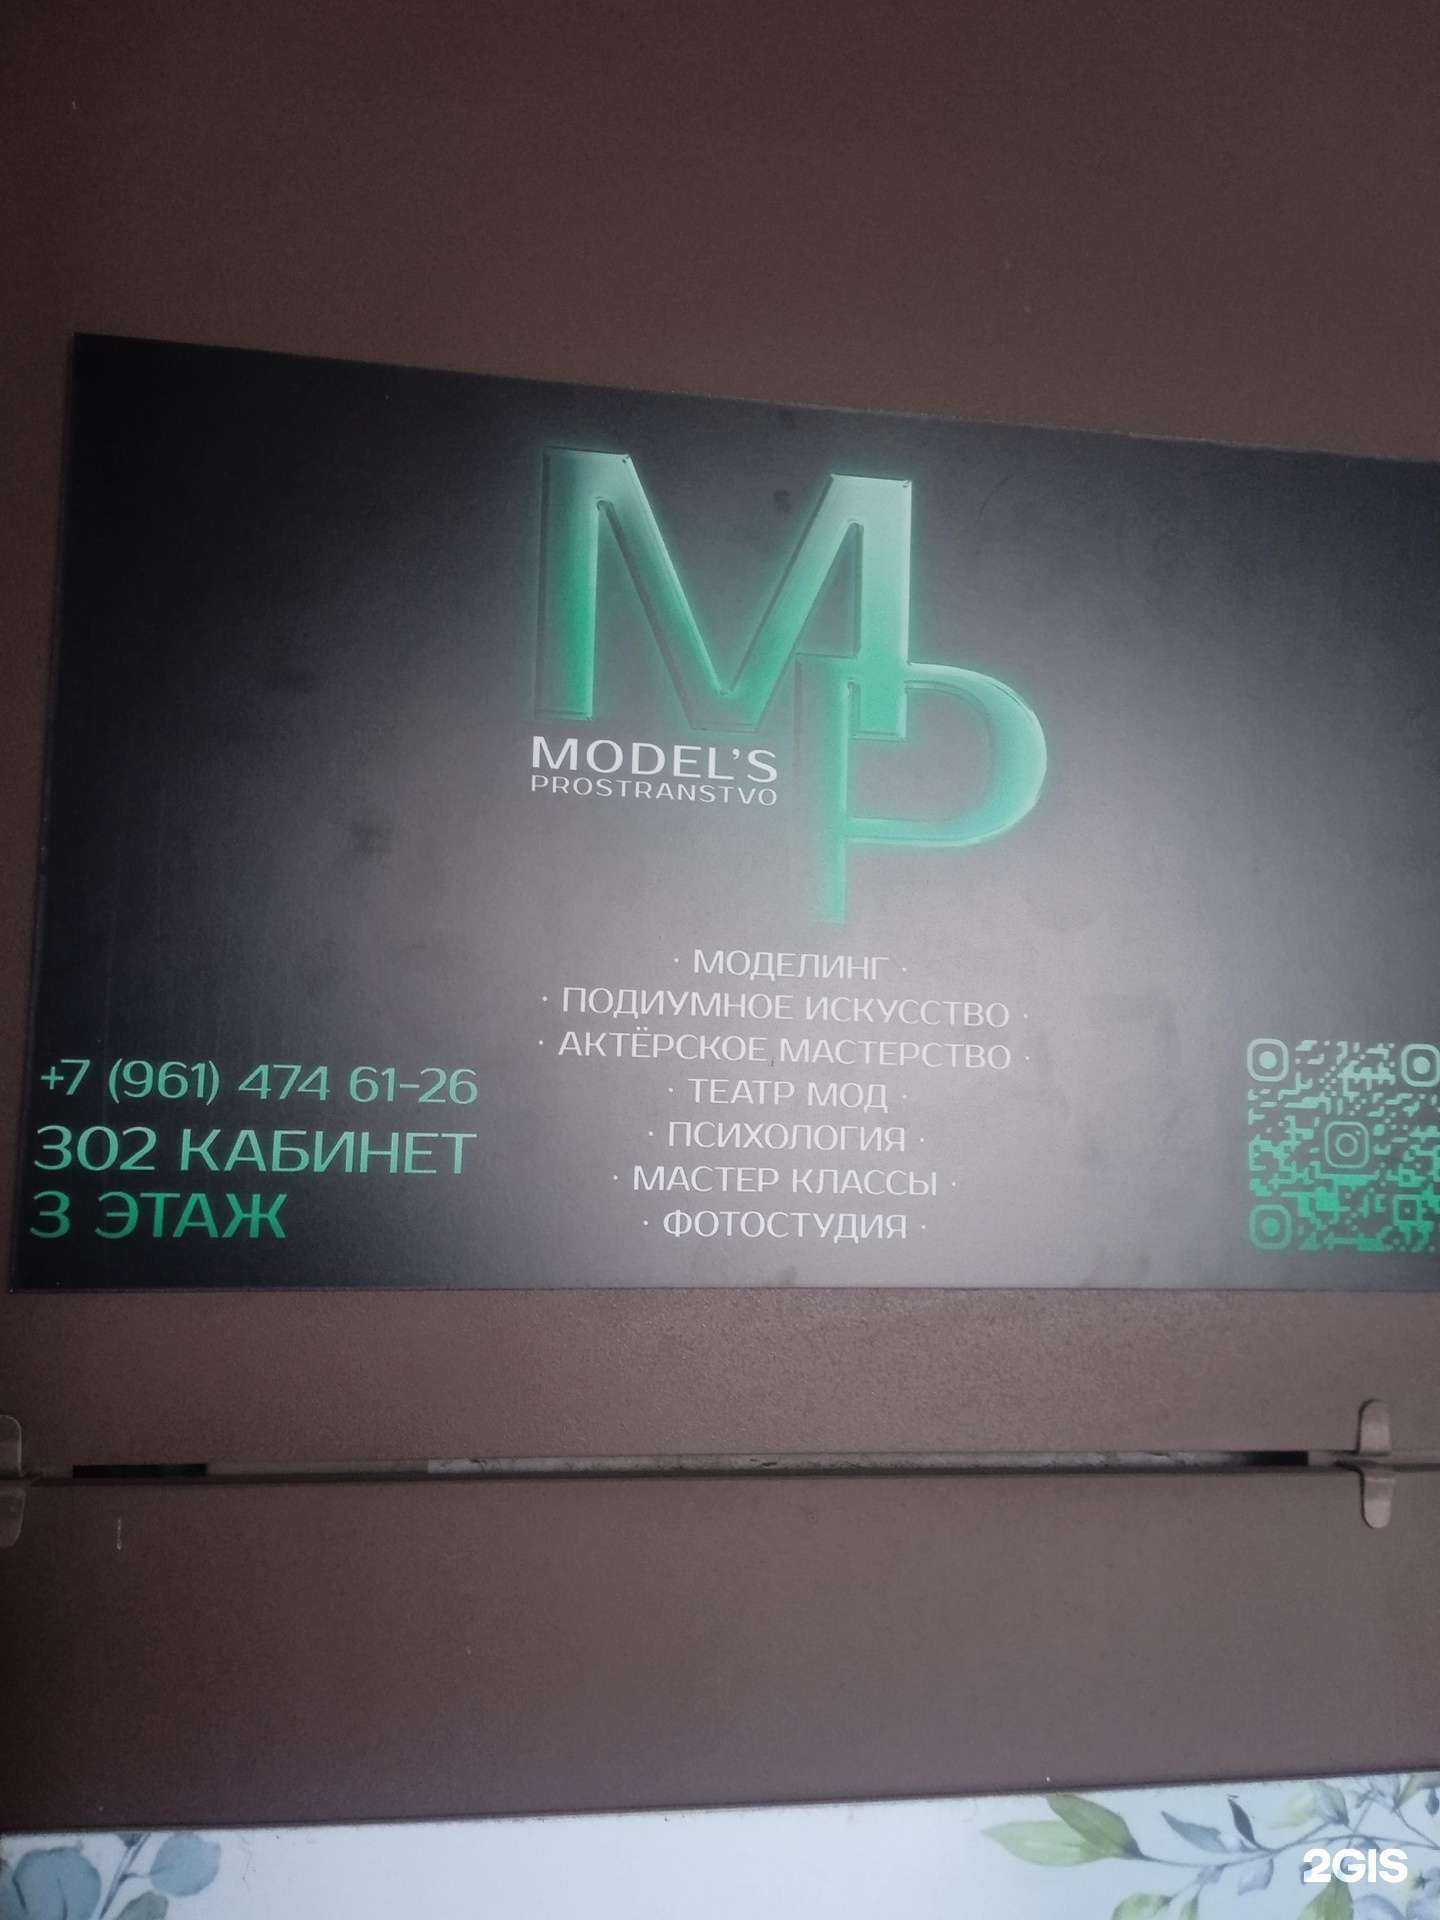 MP
MODEL'S
PROSTRANSTVO
· МОДЕЛИНГ ·
· ПОДИУМНОЕ ИСКУССТВО ·
· АКТЁРСКОЕ МАСТЕРСТВО ·
· ТЕАТР МОД ·
· ПСИХОЛОГИЯ ·
· МАСТЕР КЛАССЫ ·
· ФОТОСТУДИЯ ·
+7 (961) 474 61-26
302 КАБИНЕТ
3 ЭТАЖ
2GIS